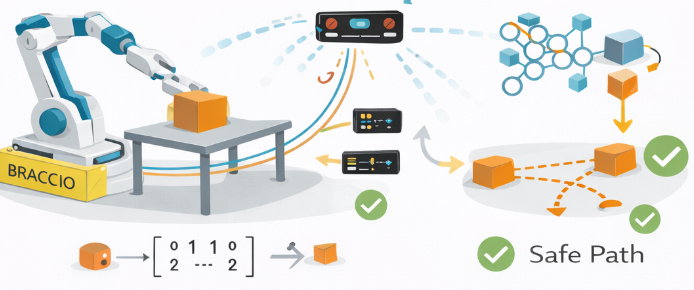 BRACCIO
0 1 1 0
2 --- 2
Safe Path